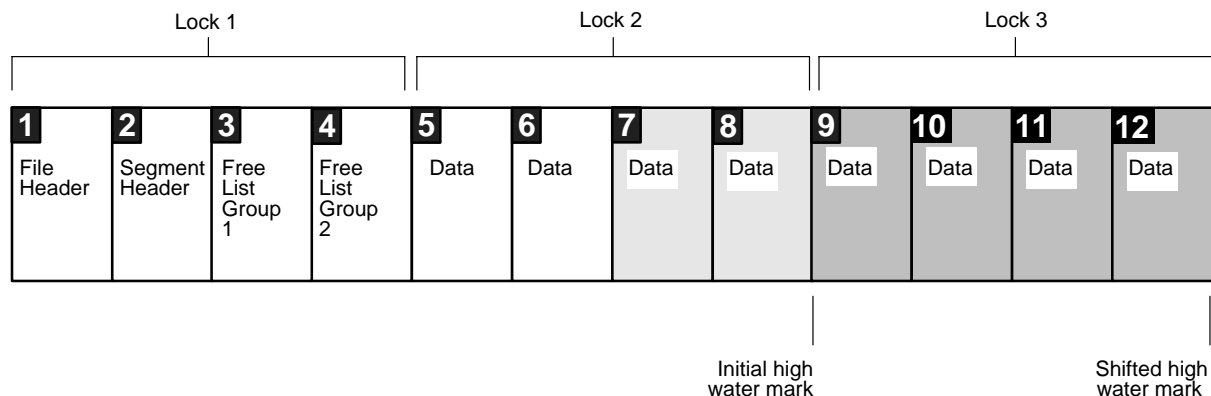 Lock 1
Lock 2
Lock 3
1
2
3
4
5
6
7
8
9
10
11
12
File
Header
Segment
Header
Free
List
Group
1
Free
List
Group
2
Data
Data
Data
Data
Data
Data
Data
Data
Initial high
water mark
Shifted high
water mark